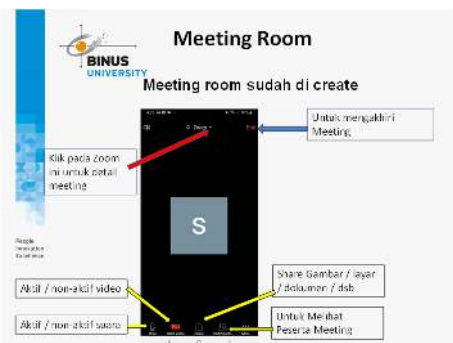 BINUS
UNIVERSITY
Meeting Room
Meeting room sudah di create
Untuk mengakhiri
Meeting
Zoom
End
Klik pada Zoom
ini untuk detail
meeting
S
People
Innovation
Excellence
Aktif / non-aktif video
Share Gambar / layar
/ dokumen / dsb
Aktif / non-aktif suara
Untuk Melihat
Peserta Meeting